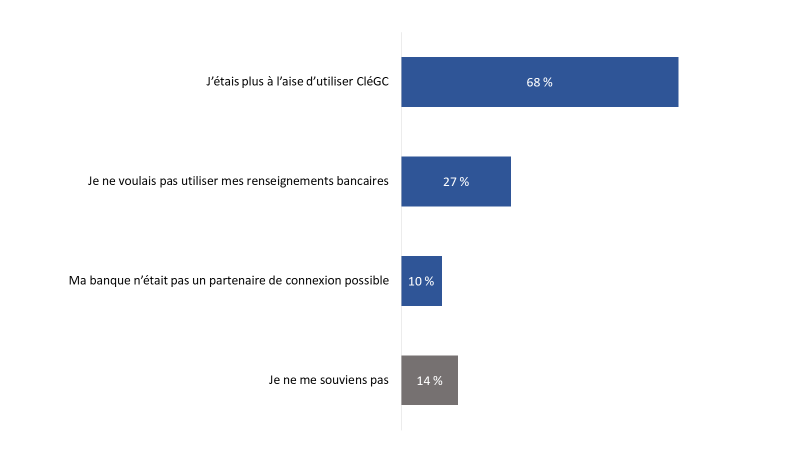 J’étais plus à l’aise d’utiliser CléGC
68 %
Je ne voulais pas utiliser mes renseignements bancaires
27 %
Ma banque n’était pas un partenaire de connexion possible
10 %
Je ne me souviens pas
14 %